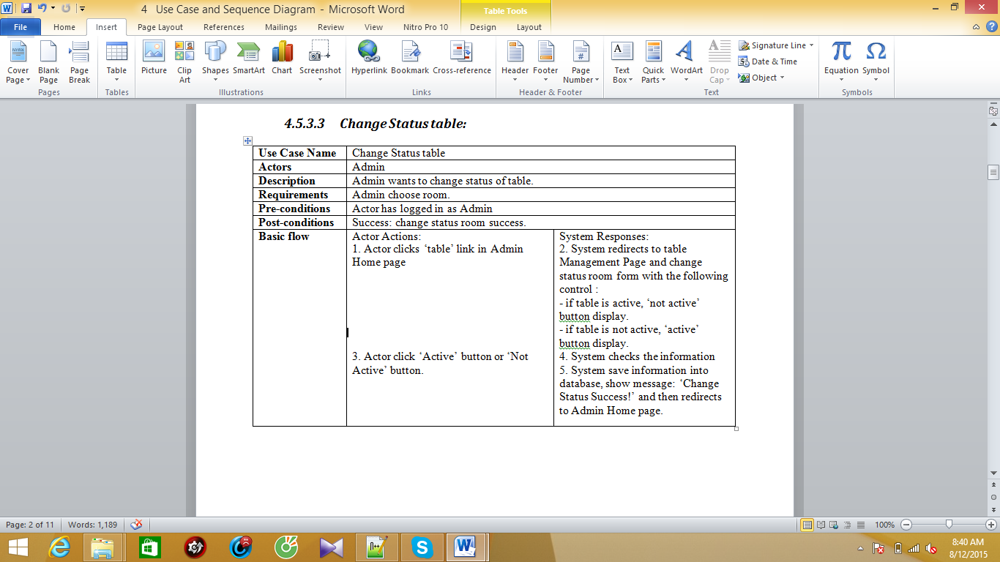 4 Use Case and Sequence Diagram - Microsoft Word
Table Tools
File Home Insert Page Layout References Mailings Review View Nitro Pro 10 Design Layout
Cover Page
Blank Page
Page Break
Table
Picture
Clip Art
Shapes
SmartArt
Chart
Screenshot
Hyperlink
Bookmark
Cross-reference
Header
Footer
Page Number
Text Box
Quick Parts
WordArt
Drop Cap
Signature Line
Date & Time
Object
Equation
Symbol
Pages Tables Illustrations Links Header & Footer Text Symbols
4.5.3.3 Change Status table:
Use Case Name Change Status table
Actors Admin
Description Admin wants to change status of table.
Requirements Admin choose room.
Pre-conditions Actor has logged in as Admin
Post-conditions Success: change status room success.
Basic flow
Actor Actions:
1. Actor clicks ‘table’ link in Admin
Home page
3. Actor click ‘Active’ button or ‘Not
Active’ button.
System Responses:
2. System redirects to table
Management Page and change
status room form with the following
control :
- if table is active, ‘not active’
button display.
- if table is not active, ‘active’
button display.
4. System checks the information
5. System save information into
database, show message: ‘Change
Status Success!’ and then redirects
to Admin Home page.
Page: 2 of 11 Words: 1,189 100%
8:40 AM
8/12/2015